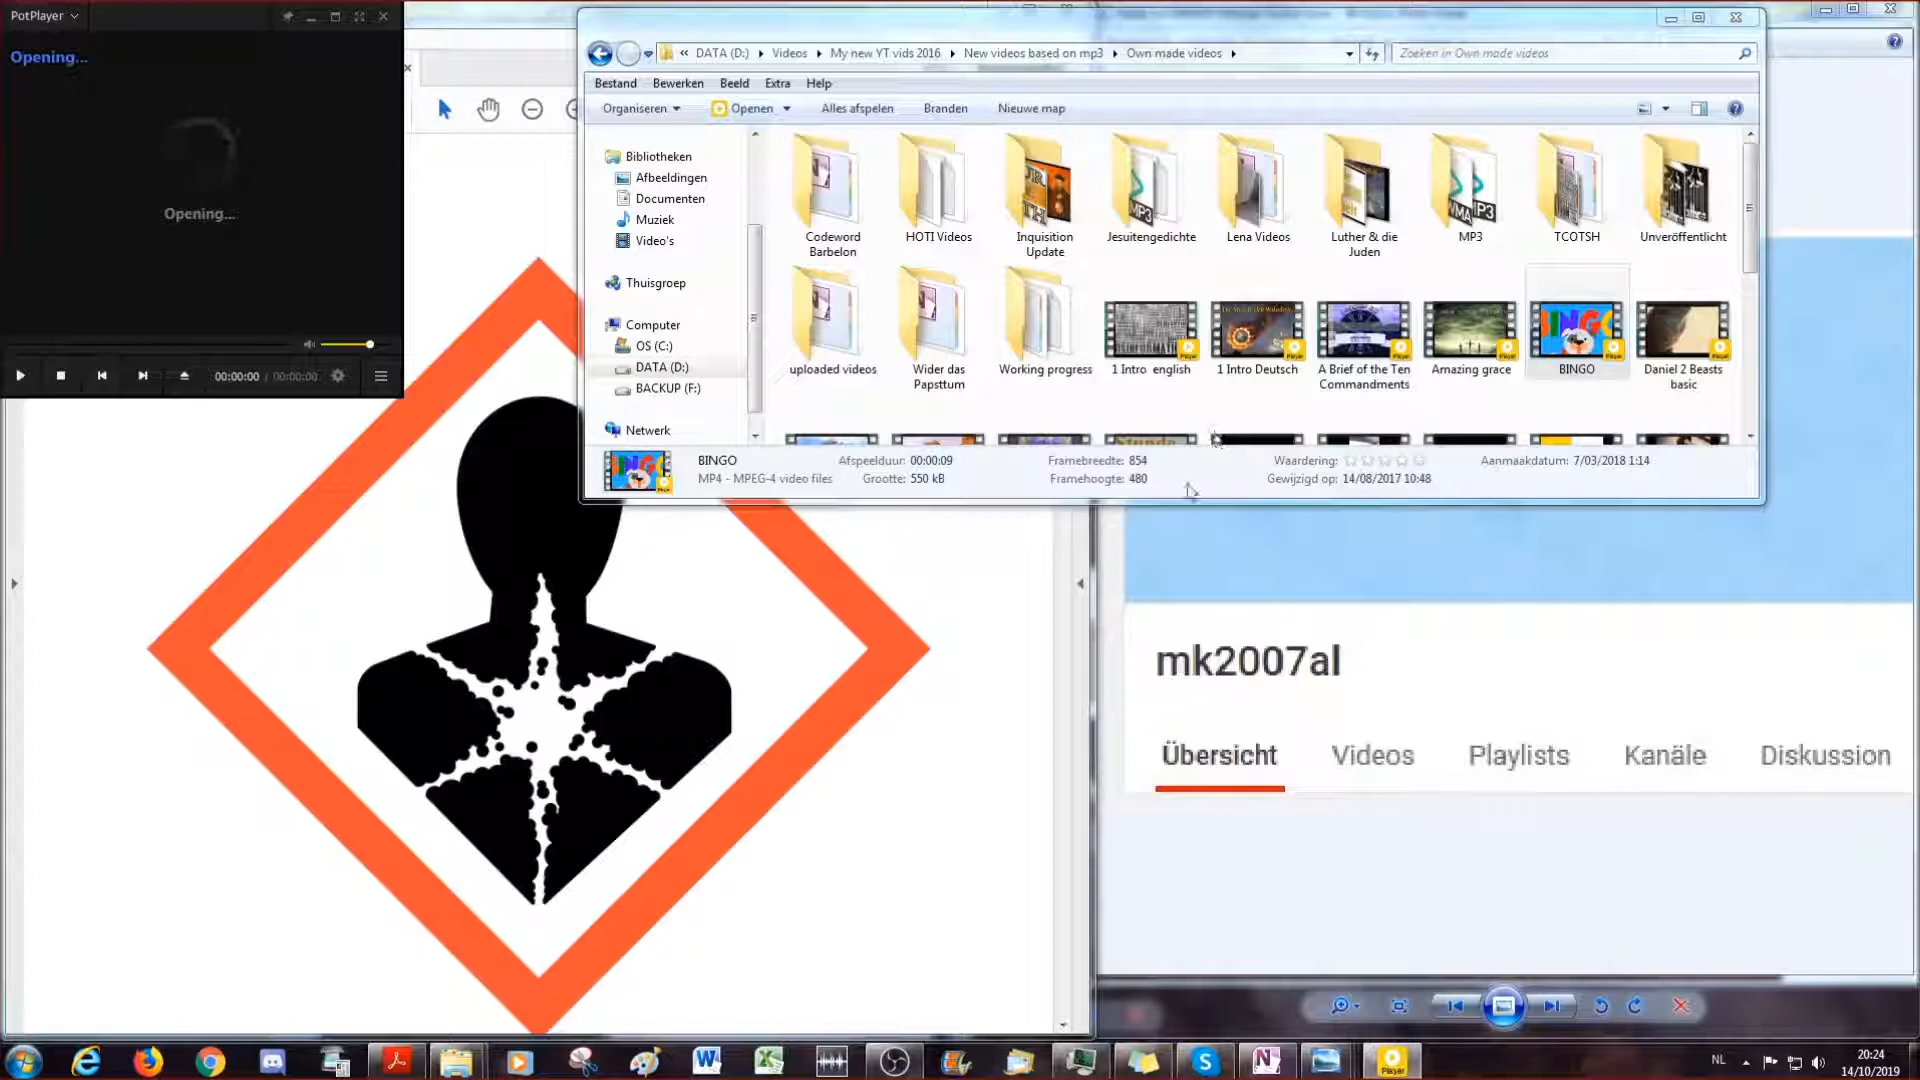 PotPlayer
Opening...
Opening...
00:00:00 / 00:00:00
« DATA (D:) Videos My new YT vids 2016 New videos based on mp3 Own made videos
Zoeken in Own made videos
Bestand Bewerken Beeld Extra Help
Organiseren Openen Alles afspelen Branden Nieuwe map
Bibliotheken
Afbeeldingen
Documenten
Muziek
Video's
Thuisgroep
Computer
OS (C:)
DATA (D:)
BACKUP (F:)
Netwerk
Codeword Barbelon
HOTI Videos
Inquisition Update
Jesuitengedichte
Lena Videos
Luther & die Juden
MP3
TCOTSH
Unveröffentlicht
uploaded videos
Wider das Papsttum
Working progress
1 Intro english
1 Intro Deutsch
A Brief of the Ten Commandments
Amazing grace
BINGO
Daniel 2 Beasts basic
BINGO Afspeelduur: 00:00:09 Framebreedte: 854 Waardering: Aanmaakdatum: 7/03/2018 1:14
MP4 - MPEG-4 video files Grootte: 550 kB Framehoogte: 480 Gewijzigd op: 14/08/2017 10:48
mk2007al
Übersicht Videos Playlists Kanäle Diskussion
NL
20:24
14/10/2019